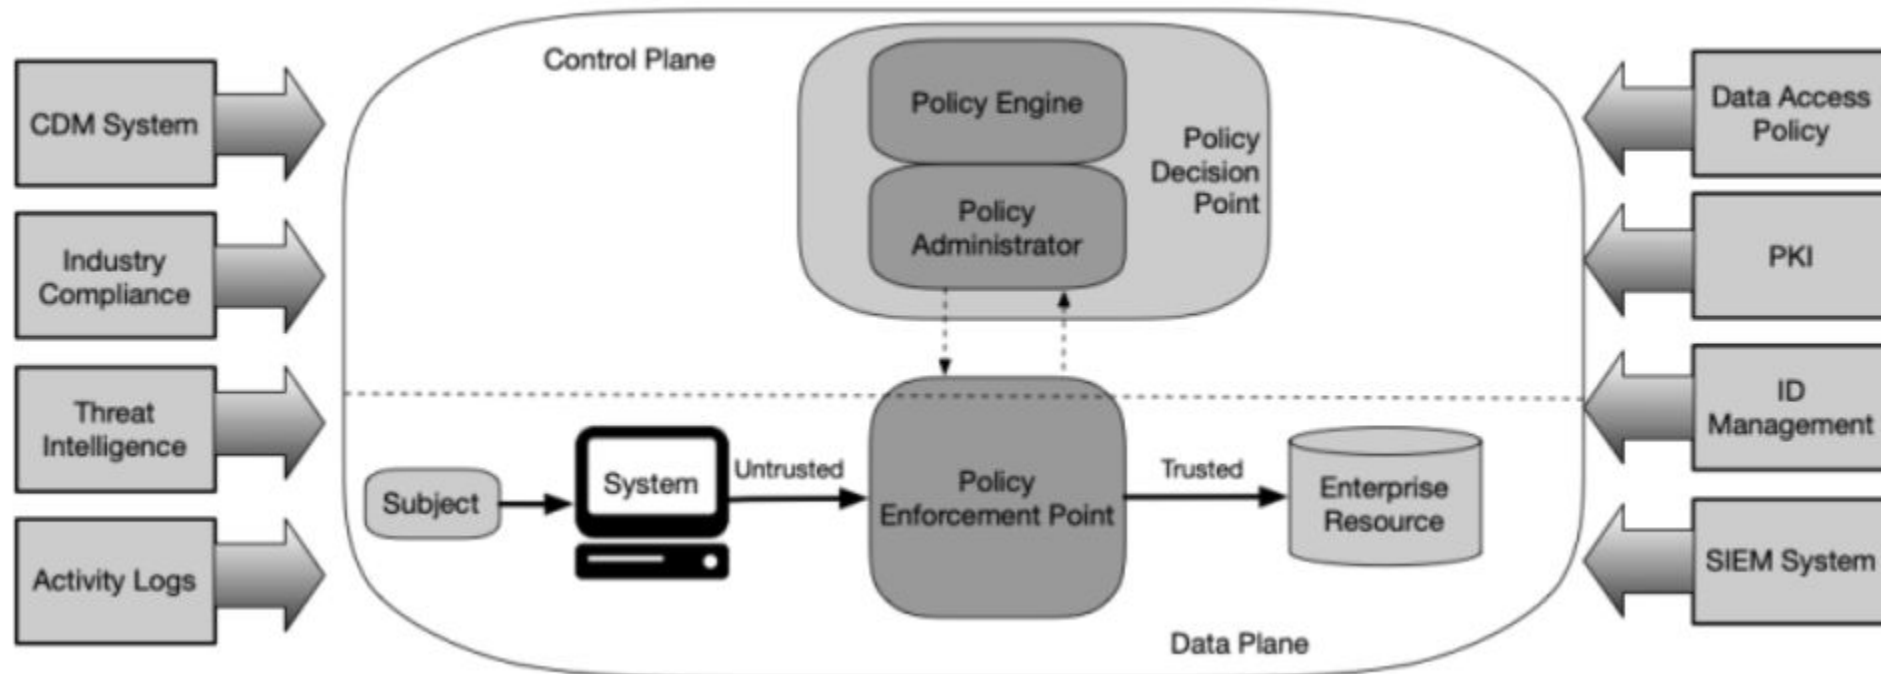 CDM System
Industry
Compliance
Threat
Intelligence
Activity Logs
Control Plane
Policy Engine
Policy
Administrator
Policy
Decision
Point
Subject
System
Untrusted
Policy
Enforcement Point
Trusted
Enterprise
Resource
Data Plane
Data Access
Policy
PKI
ID
Management
SIEM System